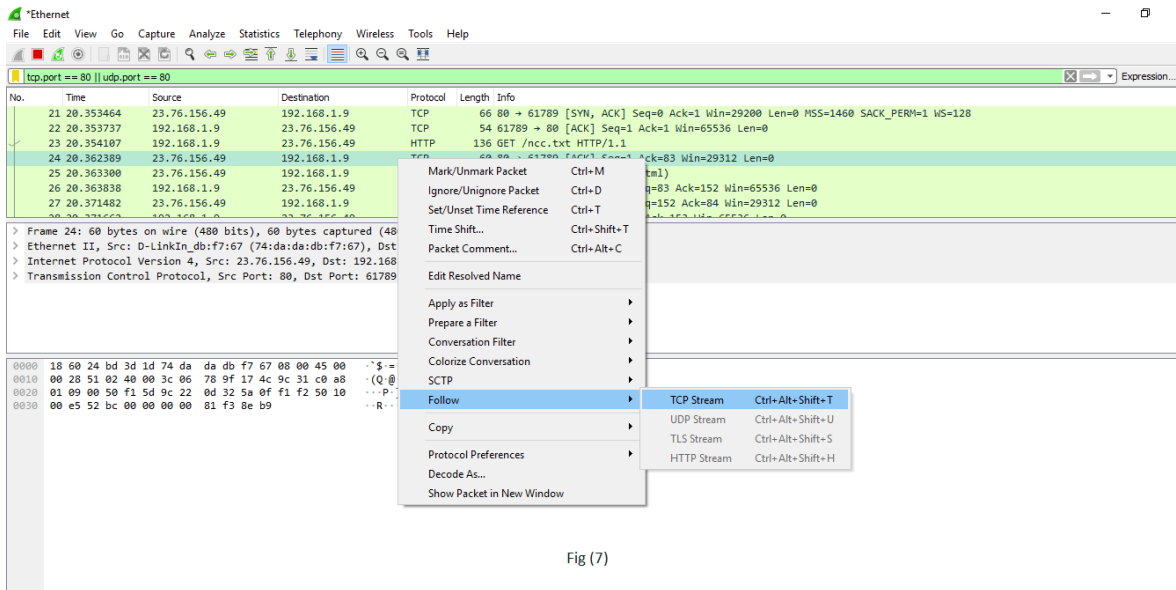 *Ethernet
File Edit View Go Capture Analyze Statistics Telephony Wireless Tools Help
tcp.port == 80 || udp.port == 80 Expression...
No. Time Source Destination Protocol Length Info
21 20.353464 23.76.156.49 192.168.1.9 TCP 66 80 → 61789 [SYN, ACK] Seq=0 Ack=1 Win=29200 Len=0 MSS=1460 SACK_PERM=1 WS=128
22 20.353737 192.168.1.9 23.76.156.49 TCP 54 61789 → 80 [ACK] Seq=1 Ack=1 Win=65536 Len=0
23 20.354107 192.168.1.9 23.76.156.49 HTTP 136 GET /ncc.txt HTTP/1.1
24 20.362389 23.76.156.49 192.168.1.9 TCP 60 80 → 61789 [ACK] Seq=1 Ack=83 Win=29312 Len=0
25 20.363300 23.76.156.49 192.168.1.9 tml)
26 20.363838 192.168.1.9 23.76.156.49 q=83 Ack=152 Win=65536 Len=0
27 20.371482 23.76.156.49 192.168.1.9 q=152 Ack=84 Win=29312 Len=0
Mark/Unmark Packet Ctrl+M
Ignore/Unignore Packet Ctrl+D
Set/Unset Time Reference Ctrl+T
Time Shift... Ctrl+Shift+T
Packet Comment... Ctrl+Alt+C
Edit Resolved Name
Apply as Filter
Prepare a Filter
Conversation Filter
Colorize Conversation
SCTP
Follow
Copy
Protocol Preferences
Decode As...
Show Packet in New Window
TCP Stream Ctrl+Alt+Shift+T
UDP Stream Ctrl+Alt+Shift+U
TLS Stream Ctrl+Alt+Shift+S
HTTP Stream Ctrl+Alt+Shift+H
> Frame 24: 60 bytes on wire (480 bits), 60 bytes captured (48
> Ethernet II, Src: D-LinkIn_db:f7:67 (74:da:da:db:f7:67), Dst
> Internet Protocol Version 4, Src: 23.76.156.49, Dst: 192.168
> Transmission Control Protocol, Src Port: 80, Dst Port: 61789
0000 18 60 24 bd 3d 1d 74 da da db f7 67 08 00 45 00 ·`$·=
0010 00 28 51 02 40 00 3c 06 78 9f 17 4c 9c 31 c0 a8 ·(Q·@
0020 01 09 00 50 f1 5d 9c 22 0d 32 5a 0f f1 f2 50 10 ···P·
0030 00 e5 52 bc 00 00 00 00 81 f3 8e b9 ··R··
Fig (7)